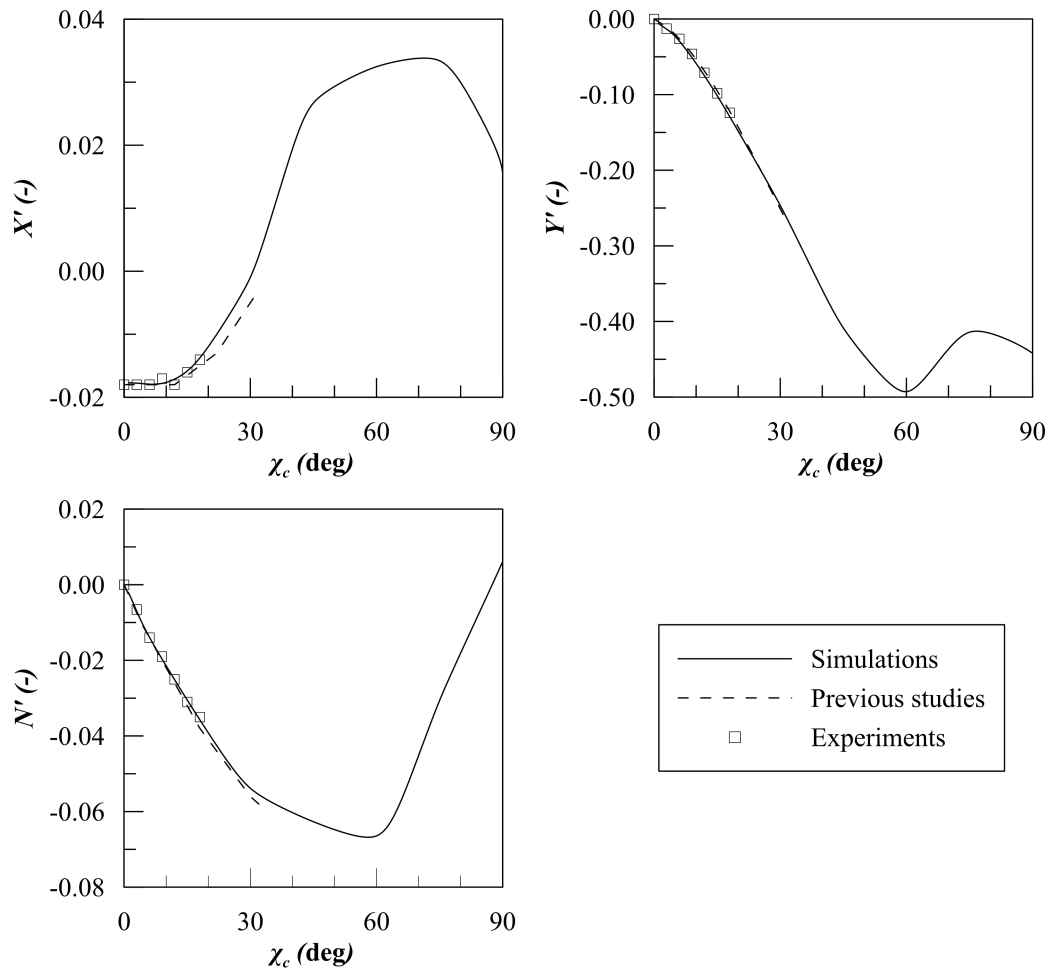 0.04
0.02
0.00
-0.02
X' (-)
0 30 60 90
χc (deg)
0.00
-0.10
-0.20
-0.30
-0.40
-0.50
Y' (-)
0 30 60 90
χc (deg)
0.02
0.00
-0.02
-0.04
-0.06
-0.08
N' (-)
0 30 60 90
χc (deg)
Simulations
Previous studies
Experiments